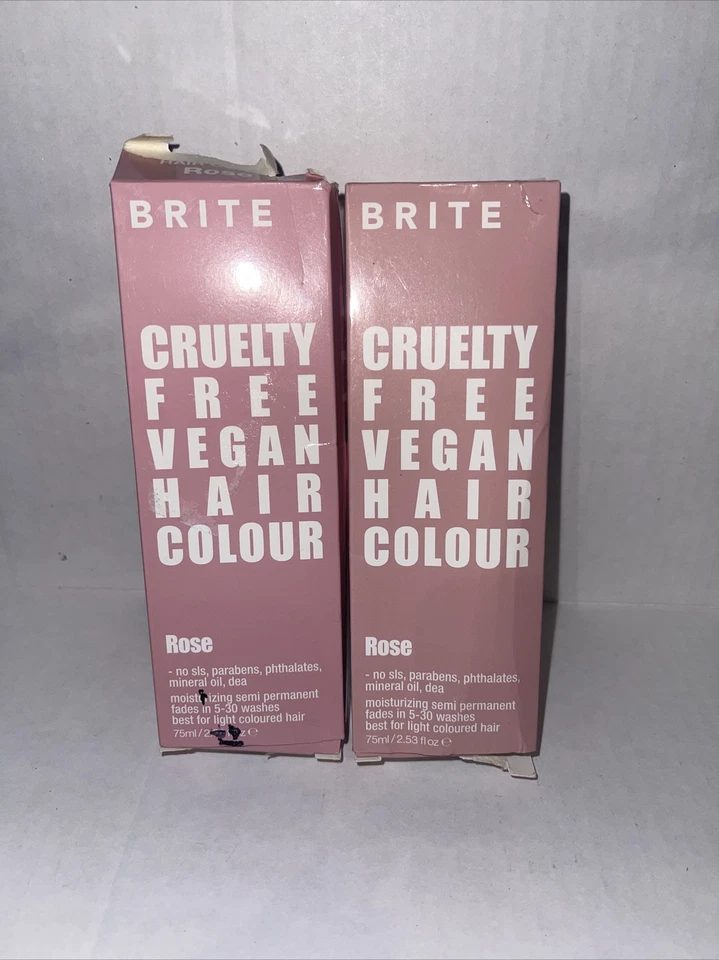 HAIR
Rose
BRITE
CRUELTY
FREE
VEGAN
HAIR
COLOUR
Rose
- no sls, parabens, phthalates,
mineral oil, dea
moisturizing semi permanent
fades in 5-30 washes
best for light coloured hair
75ml / 2. z ℮
BRITE
CRUELTY
FREE
VEGAN
HAIR
COLOUR
Rose
- no sls, parabens, phthalates,
mineral oil, dea
moisturizing semi permanent
fades in 5-30 washes
best for light coloured hair
75ml / 2.53 fl oz ℮